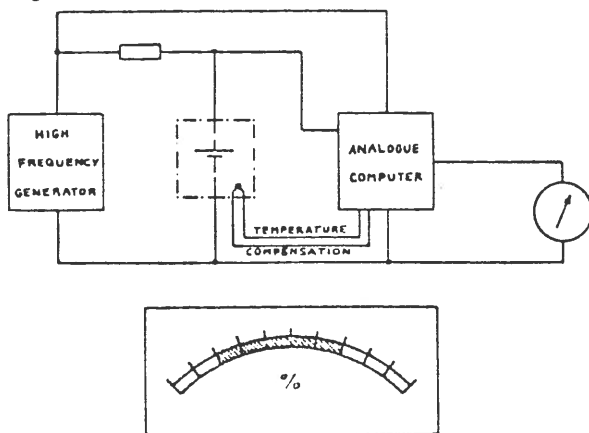 HIGH
FREQUENCY
GENERATOR
ANALOGUE
COMPUTER
TEMPERATURE
COMPENSATION
%